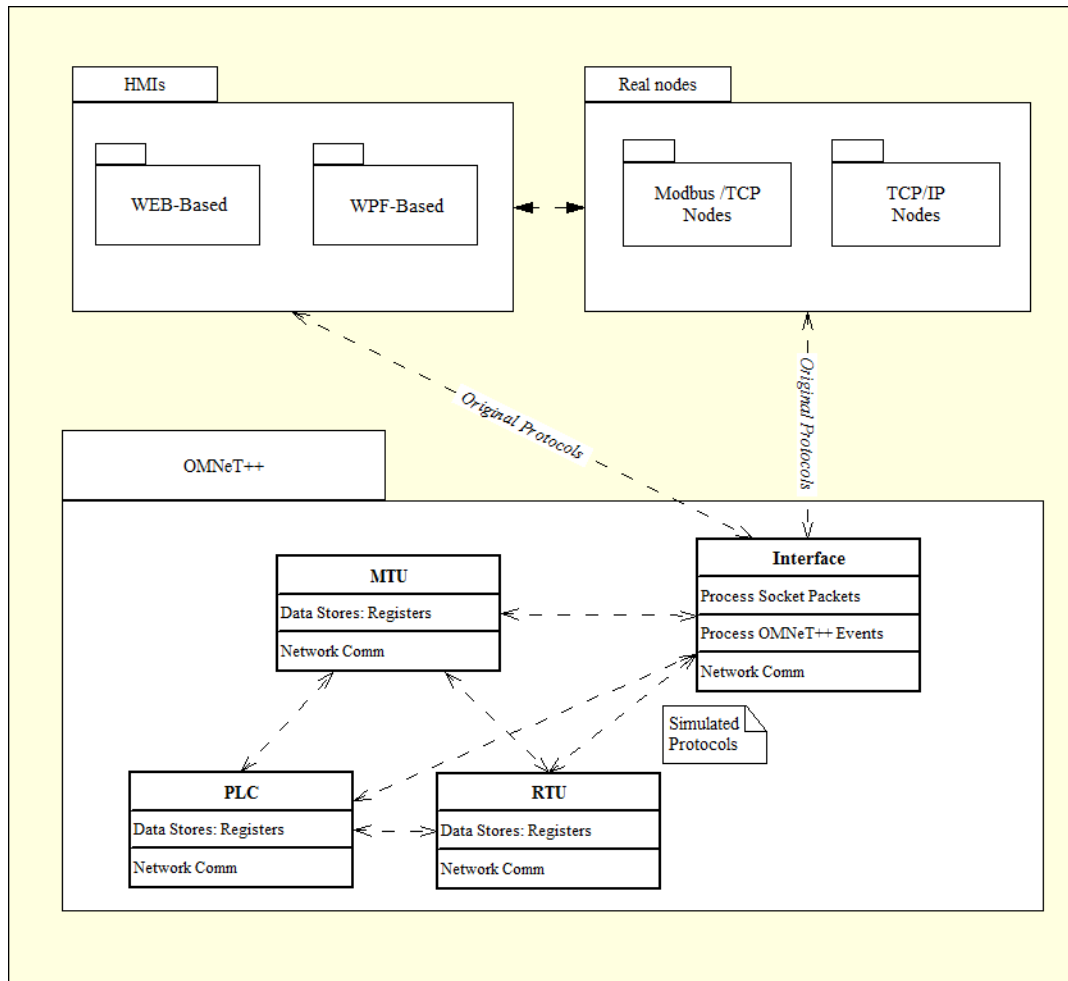 HMIs
Real nodes
WEB-Based
WPF-Based
Modbus /TCP
Nodes
TCP/IP
Nodes
Original Protocols
Original Protocols
OMNeT++
Interface
Process Socket Packets
Process OMNeT++ Events
Network Comm
MTU
Data Stores: Registers
Network Comm
Simulated
Protocols
PLC
Data Stores: Registers
Network Comm
RTU
Data Stores: Registers
Network Comm